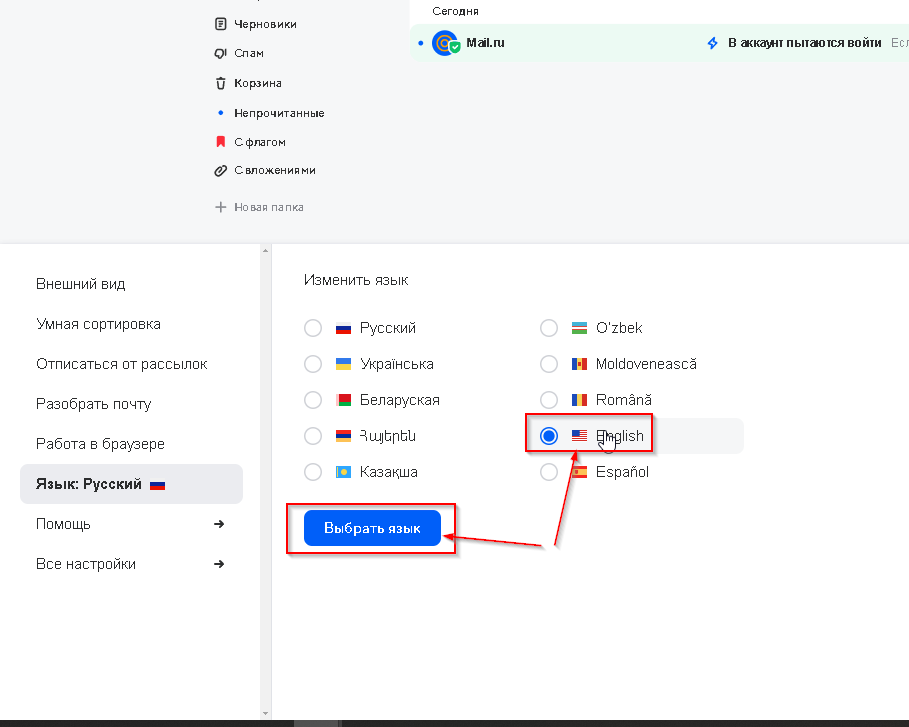 Сегодня
Черновики
Mail.ru
В аккаунт пытаются войти
Спам
Корзина
Непрочитанные
С флагом
С вложениями
Новая папка
Внешний вид
Умная сортировка
Отписаться от рассылок
Разобрать почту
Работа в браузере
Язык: Русский
Помощь
Все настройки
Изменить язык
Русский
Українська
Беларуская
Հայերեն
Казақша
O'zbek
Moldovenească
Română
English
Español
Выбрать язык